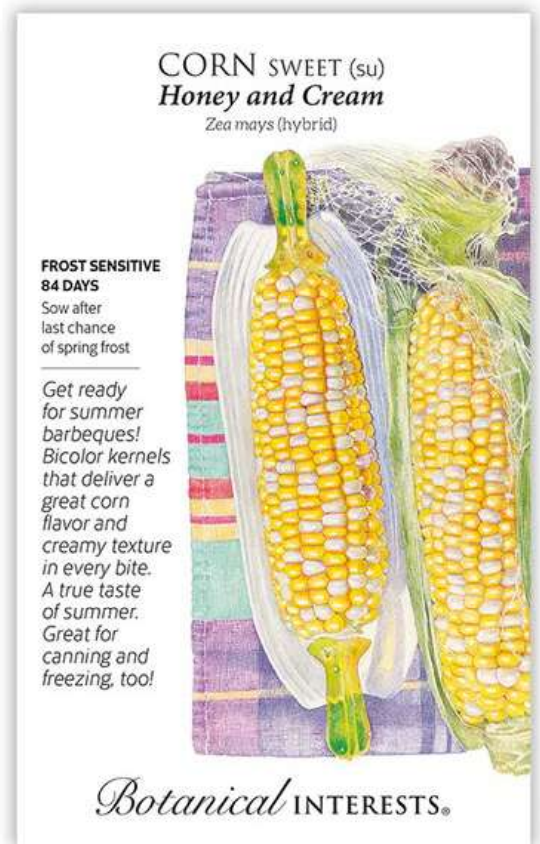 CORN SWEET (su)
Honey and Cream
Zea mays (hybrid)
FROST SENSITIVE
84 DAYS
Sow after
last chance
of spring frost
Get ready
for summer
barbeques!
Bicolor kernels
that deliver a
great corn
flavor and
creamy texture
in every bite.
A true taste
of summer.
Great for
canning and
freezing, too!
Botanical INTERESTS®